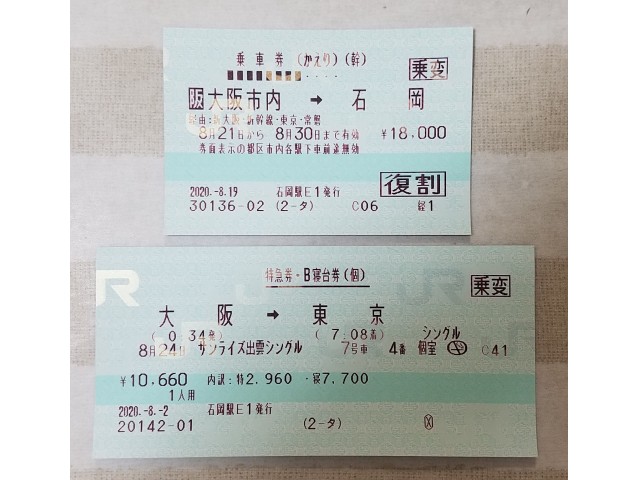 乗車券 (かえり) (幹)
乗変
阪大阪市内 → 石岡
経由:新大阪・新幹線・東京・常磐
8月21日から 8月30日まで有効 ¥18,000
券面表示の都区市内各駅下車前途無効
復割
2020.-8.19 石岡駅E1発行
30136-02 (2-タ) C06 経1
特急券・B寝台券(個)
乗変
JR
大阪 → 東京
( 0:34発) ( 7:08着) シングル
8月24日 サンライズ出雲シングル 7号車 4番 個室 C41
¥10,660 内訳:特2,960・寝7,700
1人用
2020.-8.-2 石岡駅E1発行
20142-01 (2-タ) X